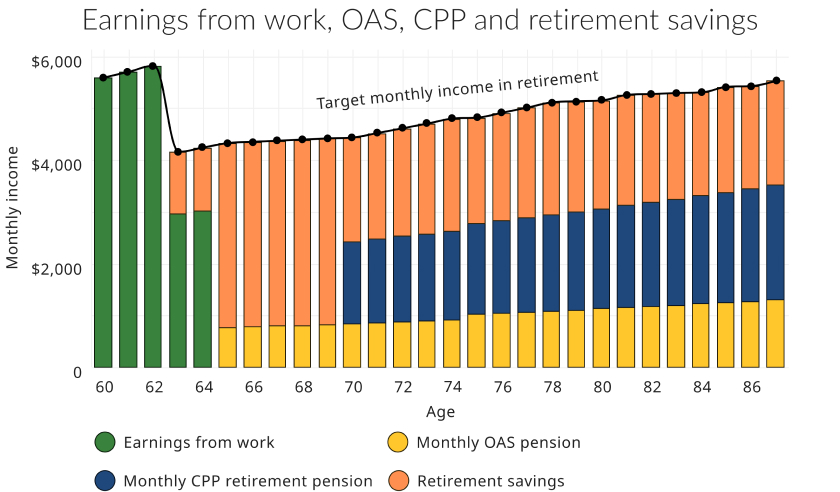 Earnings from work, OAS, CPP and retirement savings
$6,000
Target monthly income in retirement
$4,000
Monthly income
$2,000
0
60 62 64 66 68 70 72 74 76 78 80 82 84 86
Age
Earnings from work
Monthly OAS pension
Monthly CPP retirement pension
Retirement savings